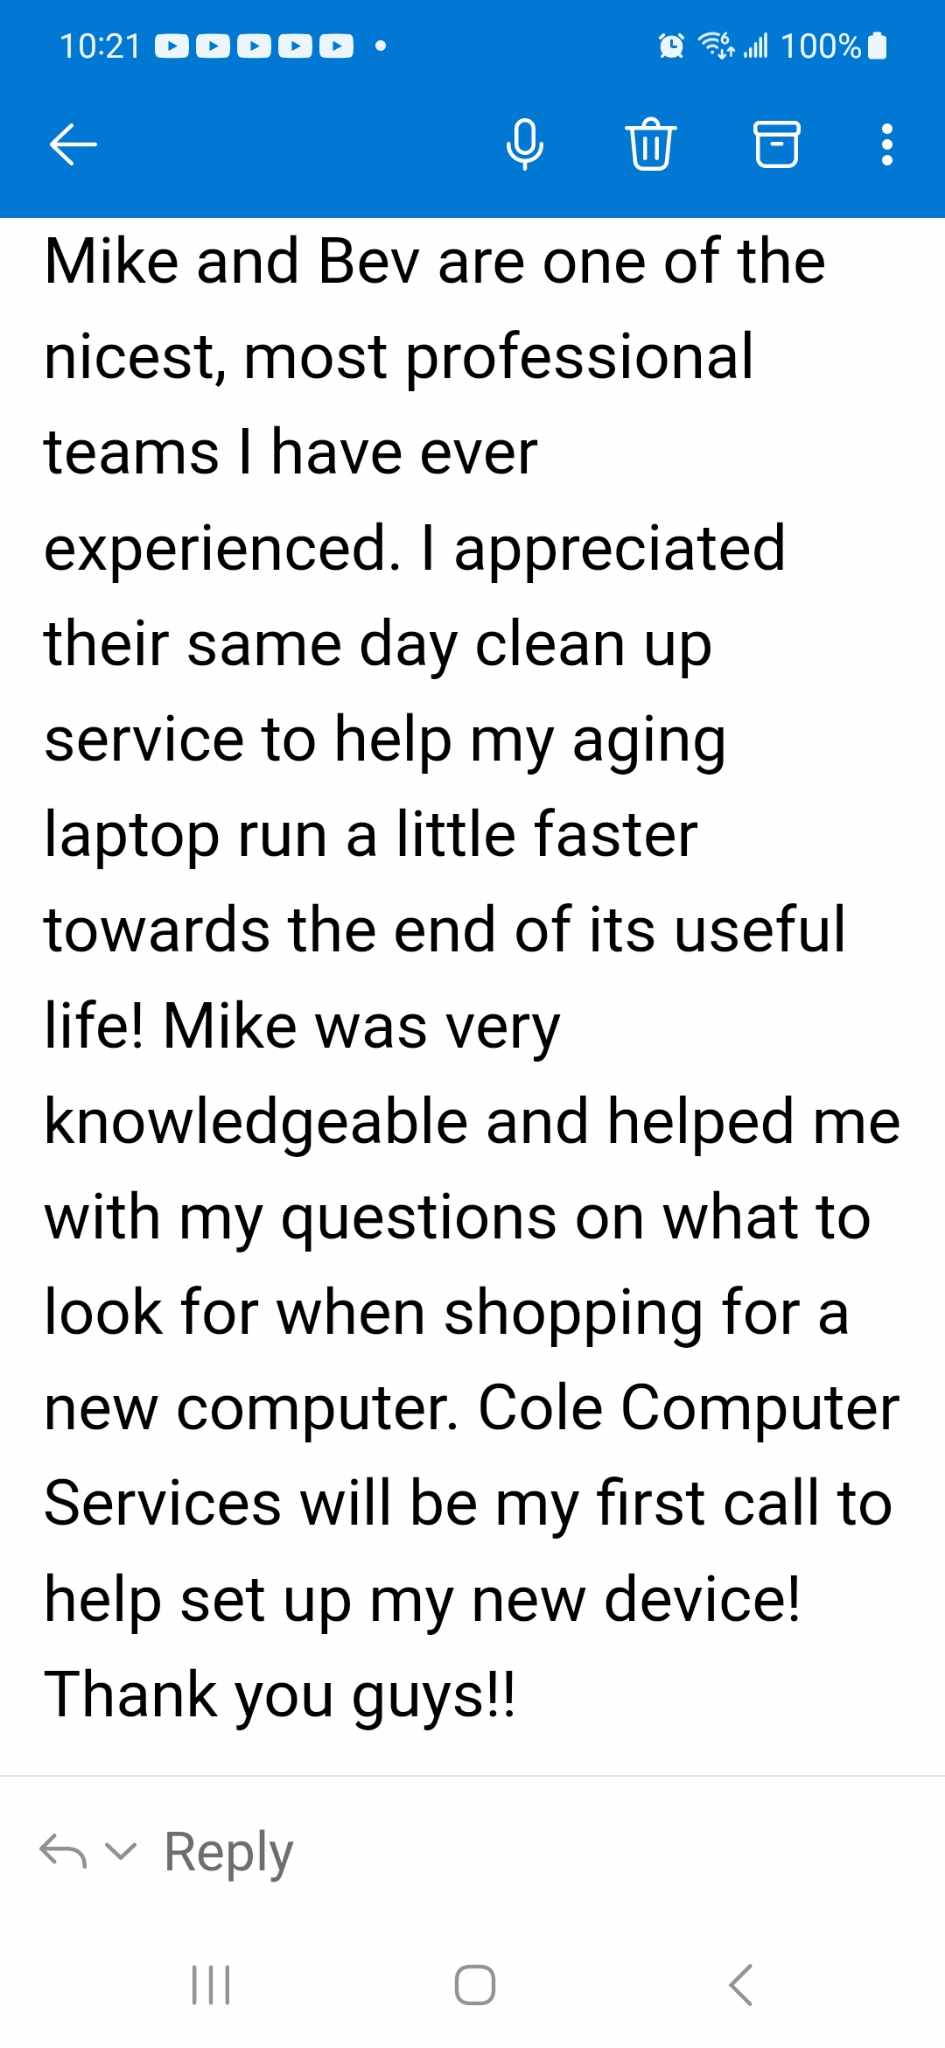 10:21
100%
Mike and Bev are one of the
nicest, most professional
teams I have ever
experienced. I appreciated
their same day clean up
service to help my aging
laptop run a little faster
towards the end of its useful
life! Mike was very
knowledgeable and helped me
with my questions on what to
look for when shopping for a
new computer. Cole Computer
Services will be my first call to
help set up my new device!
Thank you guys!!
Reply